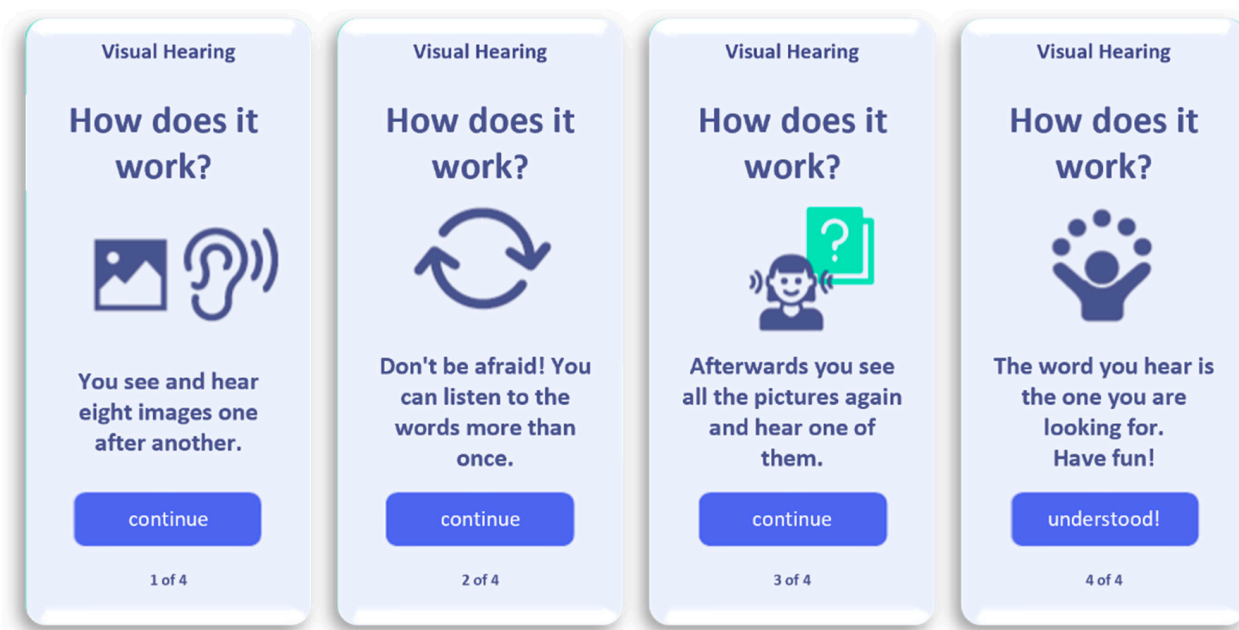 Visual Hearing
How does it
work?
You see and hear
eight images one
after another.
continue
1 of 4
Visual Hearing
How does it
work?
Don't be afraid! You
can listen to the
words more than
once.
continue
2 of 4
Visual Hearing
How does it
work?
?
Afterwards you see
all the pictures again
and hear one of
them.
continue
3 of 4
Visual Hearing
How does it
work?
The word you hear is
the one you are
looking for.
Have fun!
understood!
4 of 4